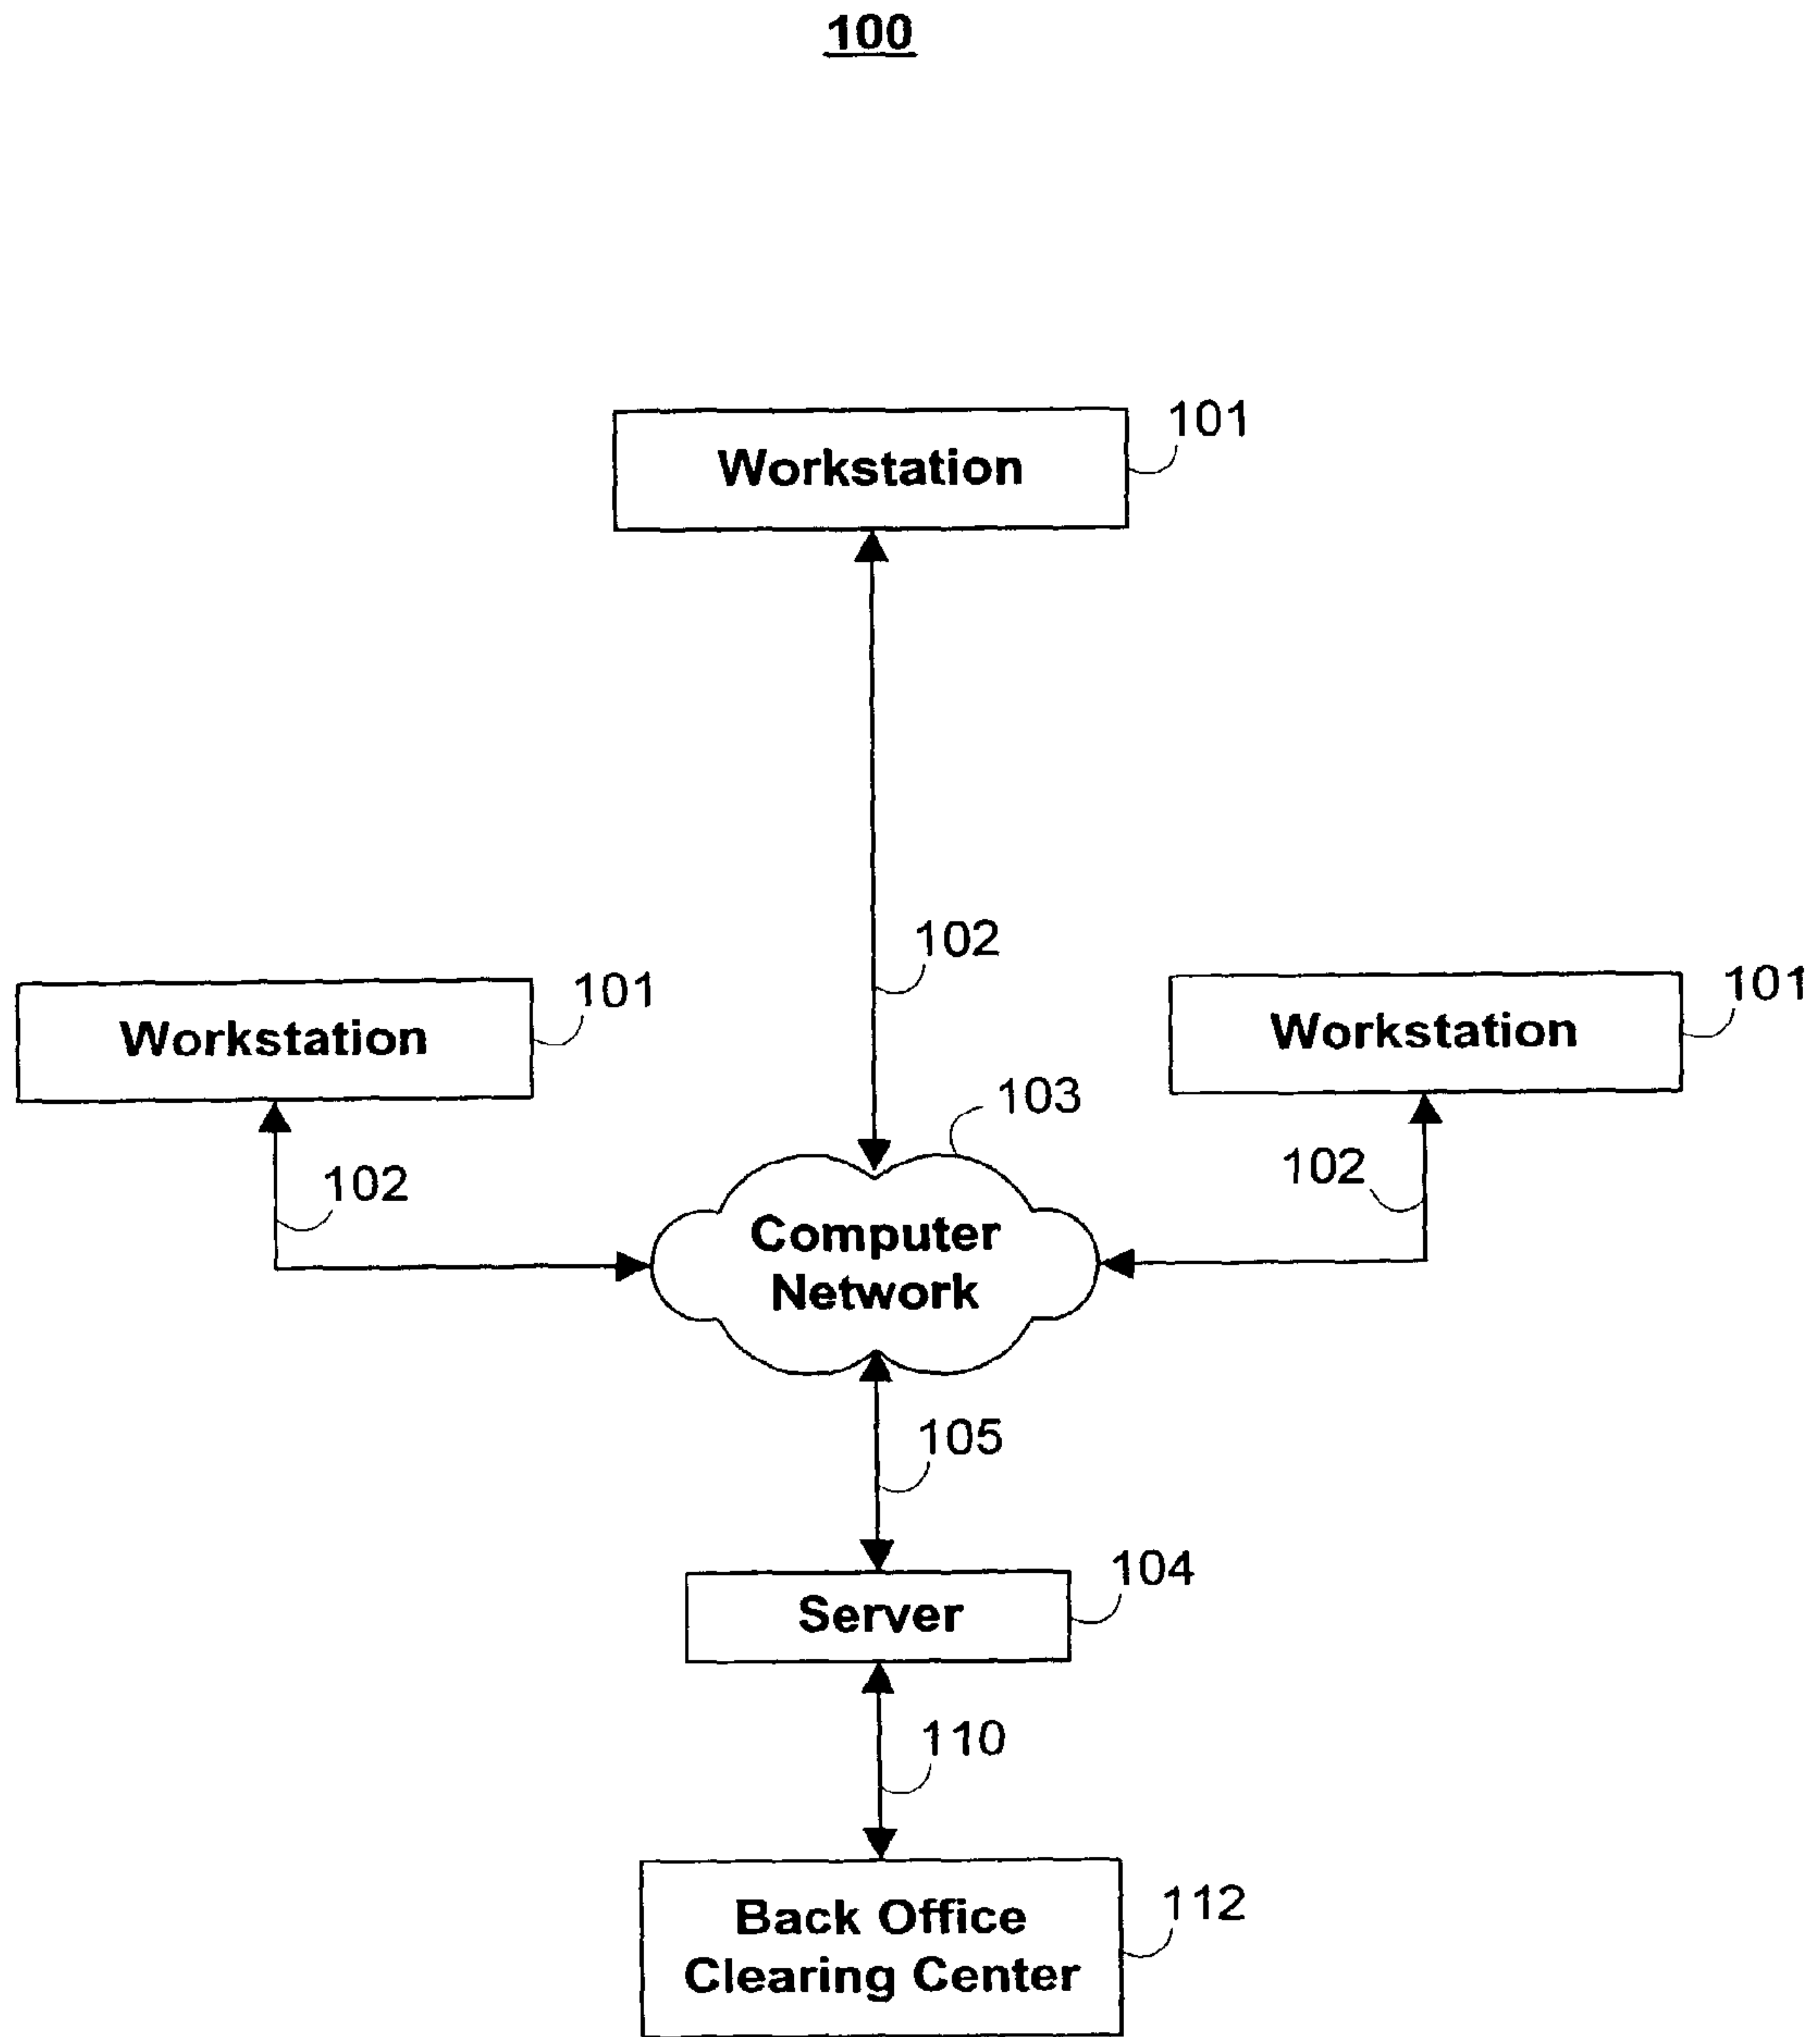 100
101
Workstation
102
101
Workstation
101
Workstation
103
102
102
Computer
Network
105
104
Server
110
112
Back Office
Clearing Center